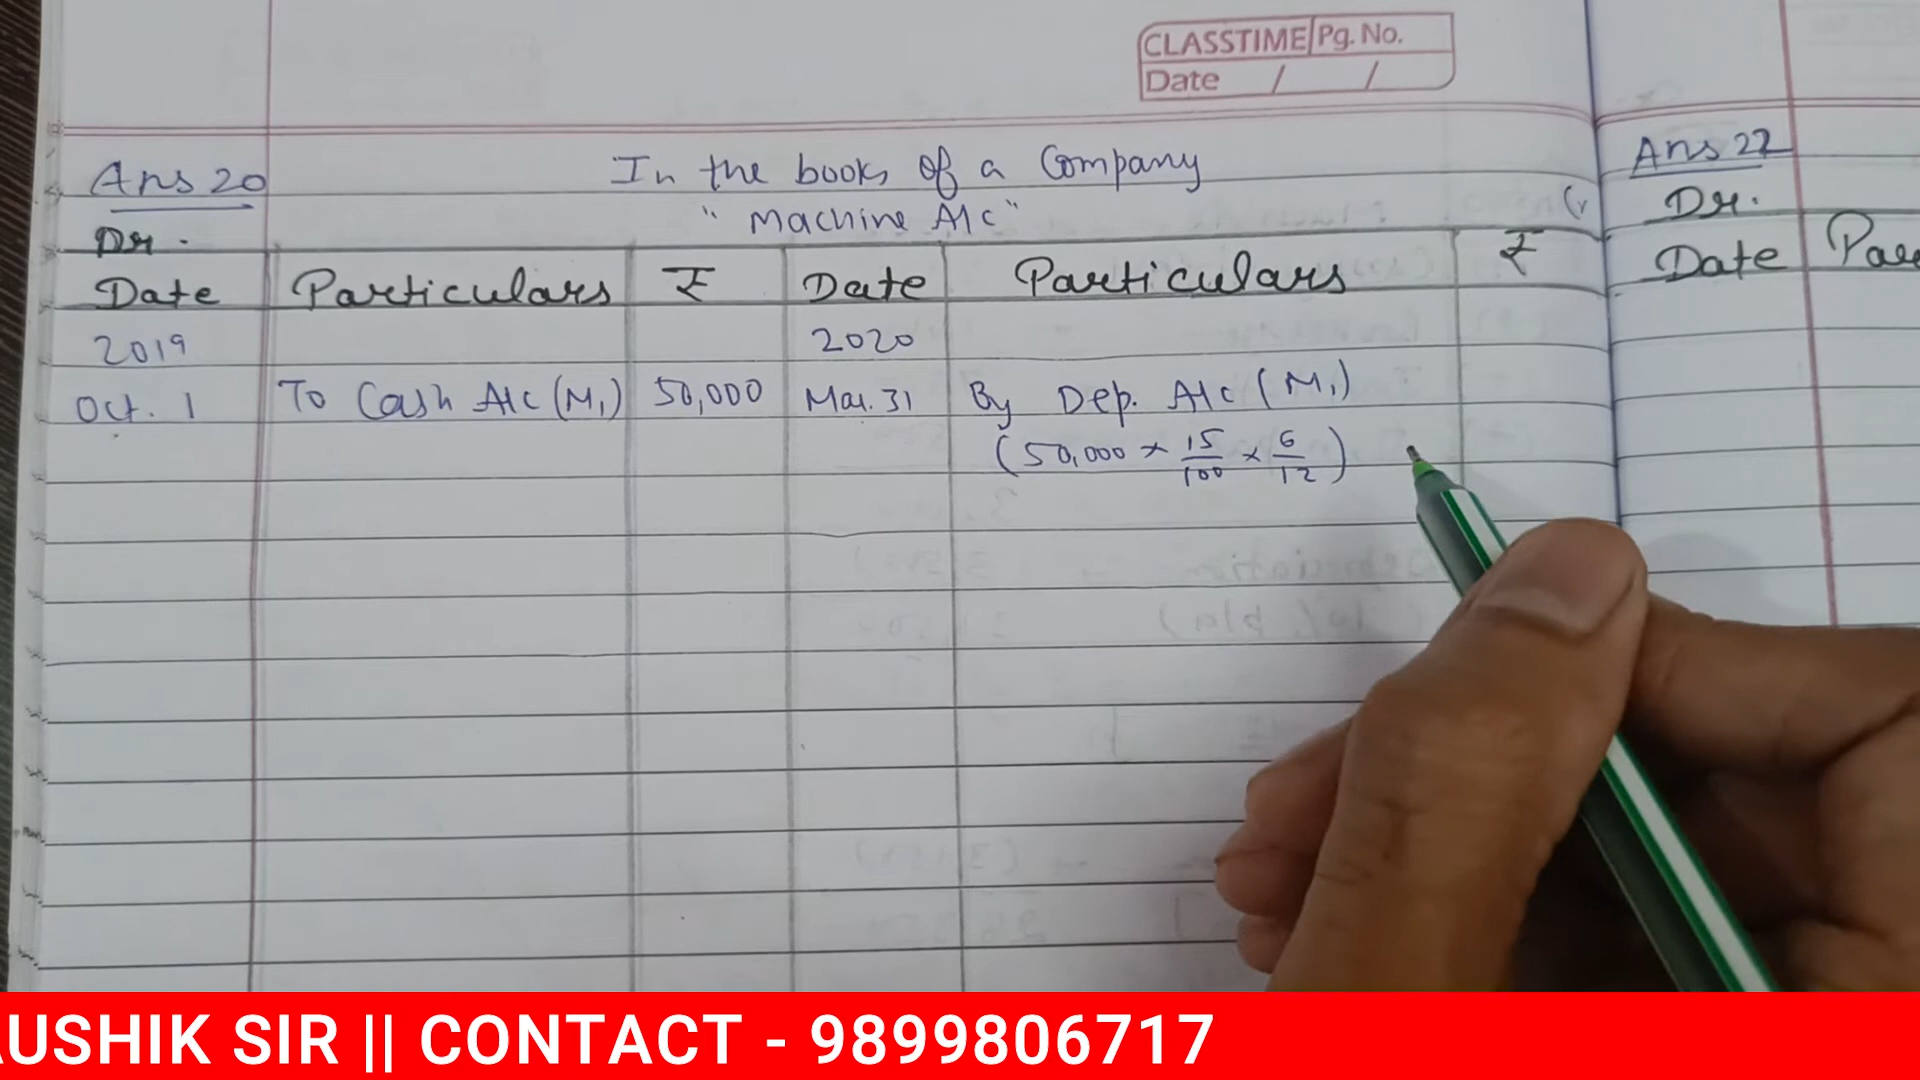 CLASSTIME Pg. No.
Date / /
Ans 20 In the books of a Company
"Machine A/c"
Dr.
Date Particulars ₹ Date Particulars ₹
2019 2020
Oct. 1 To Cash A/c (M1) 50,000 Mar. 31 By Dep. A/c (M1)
(50,000 × 15/100 × 6/12)
Ans 22
Dr.
Date
AUSHIK SIR || CONTACT - 9899806717